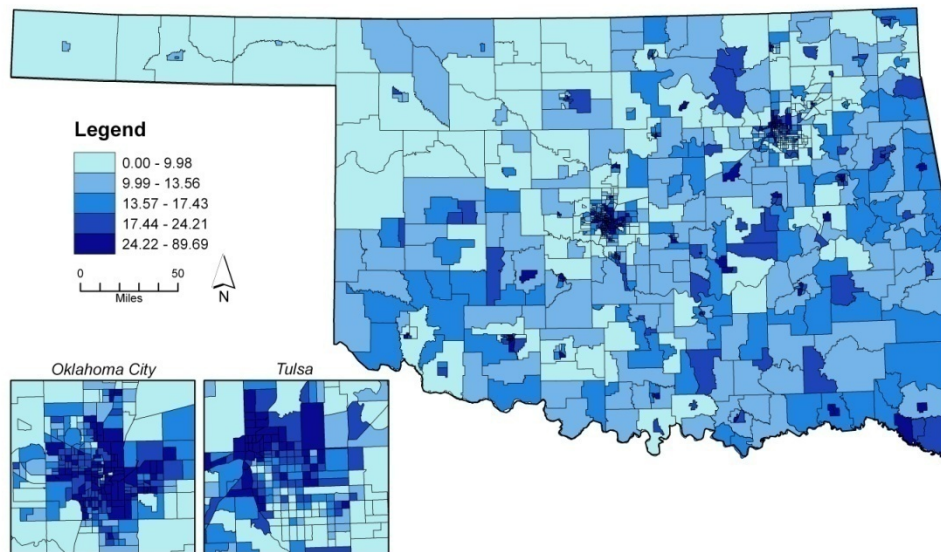 Legend
0.00 - 9.98
9.99 - 13.56
13.57 - 17.43
17.44 - 24.21
24.22 - 89.69
0 50
Miles
N
Oklahoma City
Tulsa